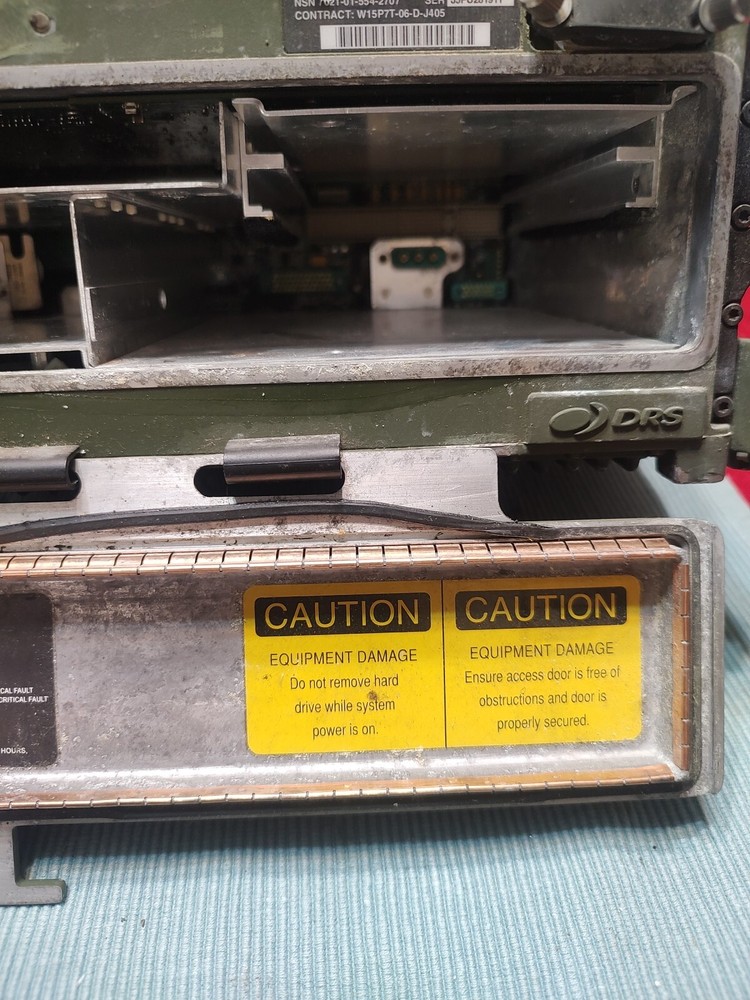 NSN 7021-01-554-2707 SER
CONTRACT: W15P7T-06-D-J405
DRS
CAUTION
EQUIPMENT DAMAGE
Do not remove hard
drive while system
power is on.
CAUTION
EQUIPMENT DAMAGE
Ensure access door is free of
obstructions and door is
properly secured.
CAL FAULT
CRITICAL FAULT
HOURS.